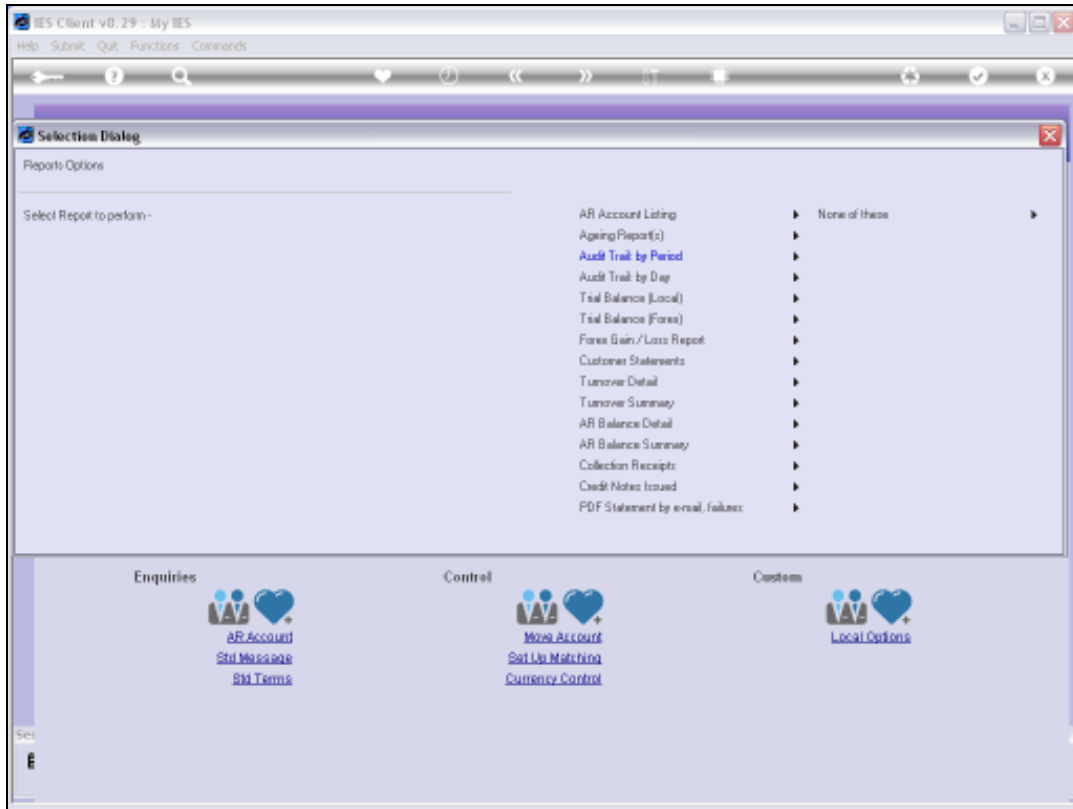 IES Client v8.29 : My IES
Help Submit Quit Functions Commands
Selection Dialog
Reports Options
Select Report to perform -
AR Account Listing
None of these
Ageing Report(s)
Audit Trail: by Period
Audit Trail: by Day
Trial Balance (Local)
Trial Balance (Forex)
Forex Gain / Loss Report
Customer Statements
Turnover Detail
Turnover Summary
AR Balance Detail
AR Balance Summary
Collection Receipts
Credit Notes Issued
PDF Statement by e-mail, failures
Enquiries Control Custom
AR Account Move Account Local Options
Std Message Set Up Matching
Std Terms Currency Control